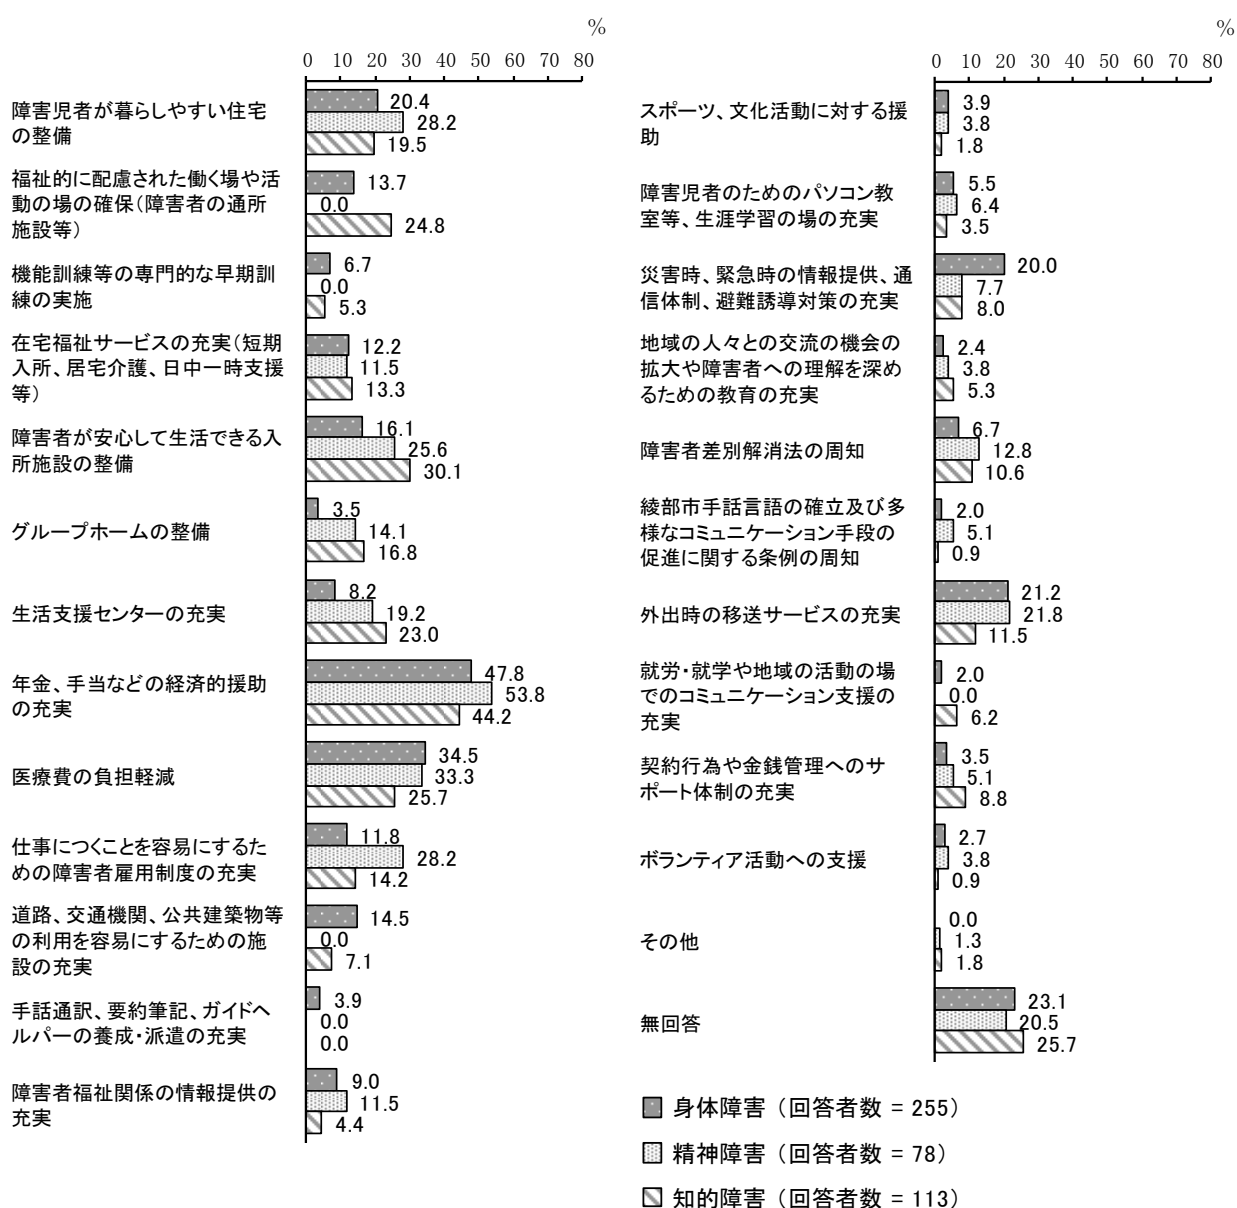 %
0 10 20 30 40 50 60 70 80
障害児者が暮らしやすい住宅
の整備
20.4
28.2
19.5
福祉的に配慮された働く場や活
動の場の確保（障害者の通所
施設等）
13.7
0.0
24.8
機能訓練等の専門的な早期訓
練の実施
6.7
0.0
5.3
在宅福祉サービスの充実（短期
入所、居宅介護、日中一時支援
等）
12.2
11.5
13.3
障害者が安心して生活できる入
所施設の整備
16.1
25.6
30.1
グループホームの整備
3.5
14.1
16.8
生活支援センターの充実
8.2
19.2
23.0
年金、手当などの経済的援助
の充実
47.8
53.8
44.2
医療費の負担軽減
34.5
33.3
25.7
仕事につくことを容易にするた
めの障害者雇用制度の充実
11.8
28.2
14.2
道路、交通機関、公共建築物等
の利用を容易にするための施
設の充実
14.5
0.0
7.1
手話通訳、要約筆記、ガイドヘ
ルパーの養成・派遣の充実
3.9
0.0
0.0
障害者福祉関係の情報提供の
充実
9.0
11.5
4.4
%
0 10 20 30 40 50 60 70 80
スポーツ、文化活動に対する援
助
3.9
3.8
1.8
障害児者のためのパソコン教
室等、生涯学習の場の充実
5.5
6.4
3.5
災害時、緊急時の情報提供、通
信体制、避難誘導対策の充実
20.0
7.7
8.0
地域の人々との交流の機会の
拡大や障害者への理解を深め
るための教育の充実
2.4
3.8
5.3
障害者差別解消法の周知
6.7
12.8
10.6
綾部市手話言語の確立及び多
様なコミュニケーション手段の
促進に関する条例の周知
2.0
5.1
0.9
外出時の移送サービスの充実
21.2
21.8
11.5
就労・就学や地域の活動の場
でのコミュニケーション支援の
充実
2.0
0.0
6.2
契約行為や金銭管理へのサ
ポート体制の充実
3.5
5.1
8.8
ボランティア活動への支援
2.7
3.8
0.9
その他
0.0
1.3
1.8
無回答
23.1
20.5
25.7
身体障害（回答者数 = 255）
精神障害（回答者数 = 78）
知的障害（回答者数 = 113）